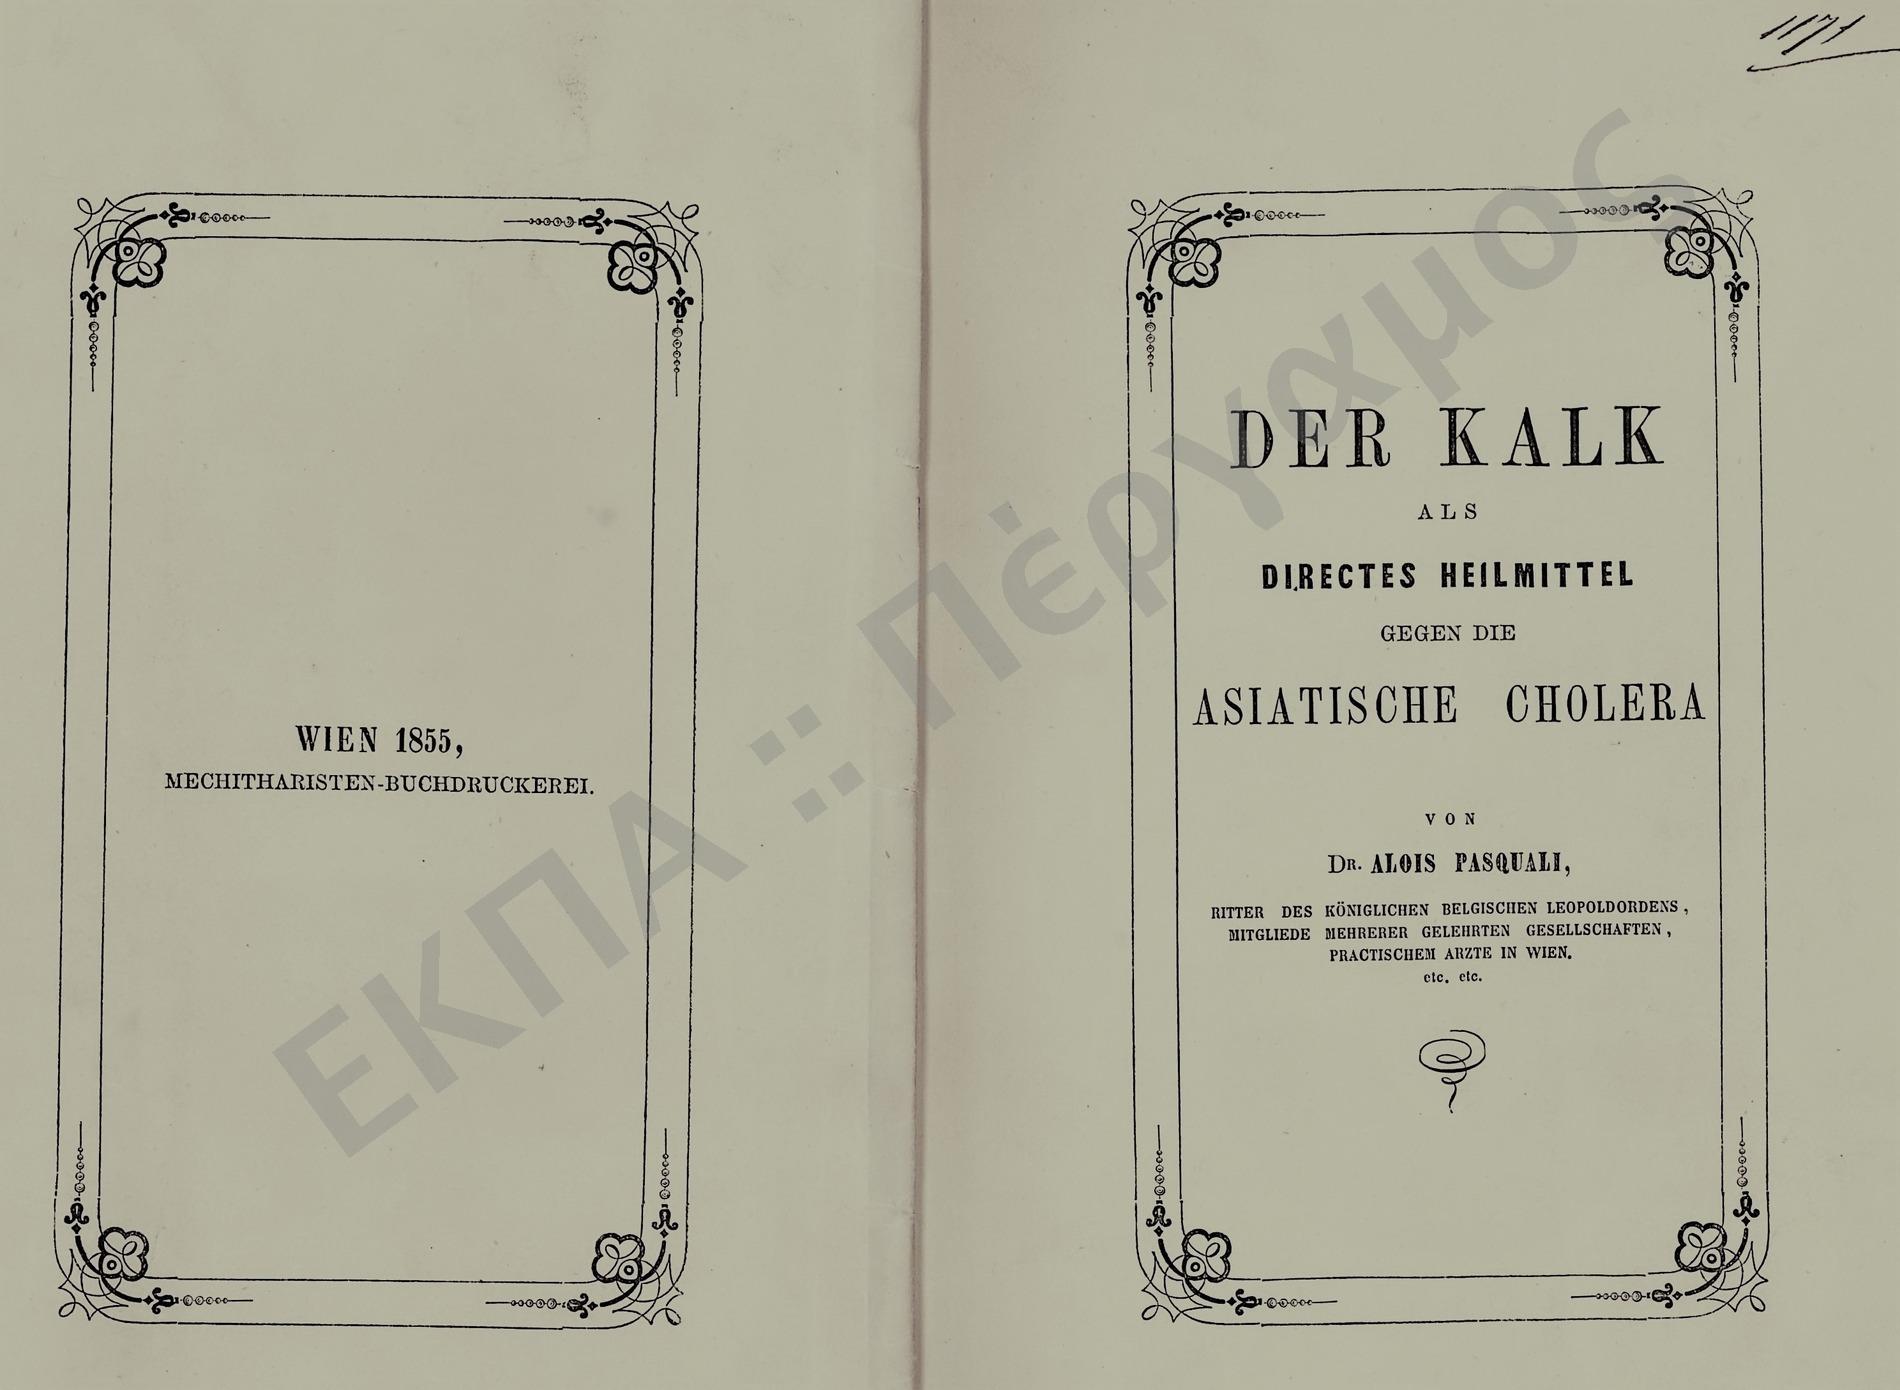 WIEN 1855,
MECHITHARISTEN-BUCHDRUCKEREI.
1171
DER KALK
ALS
DIRECTES HEILMITTEL
GEGEN DIE
ASIATISCHE CHOLERA
VON
DR. ALOIS PASQUALI,
RITTER DES KÖNIGLICHEN BELGISCHEN LEOPOLDORDENS,
MITGLIEDE MEHRERER GELEHRTEN GESELLSCHAFTEN,
PRACTISCHEM ARZTE IN WIEN.
etc. etc.
ΕΚΠΑ :: Πέργαμος